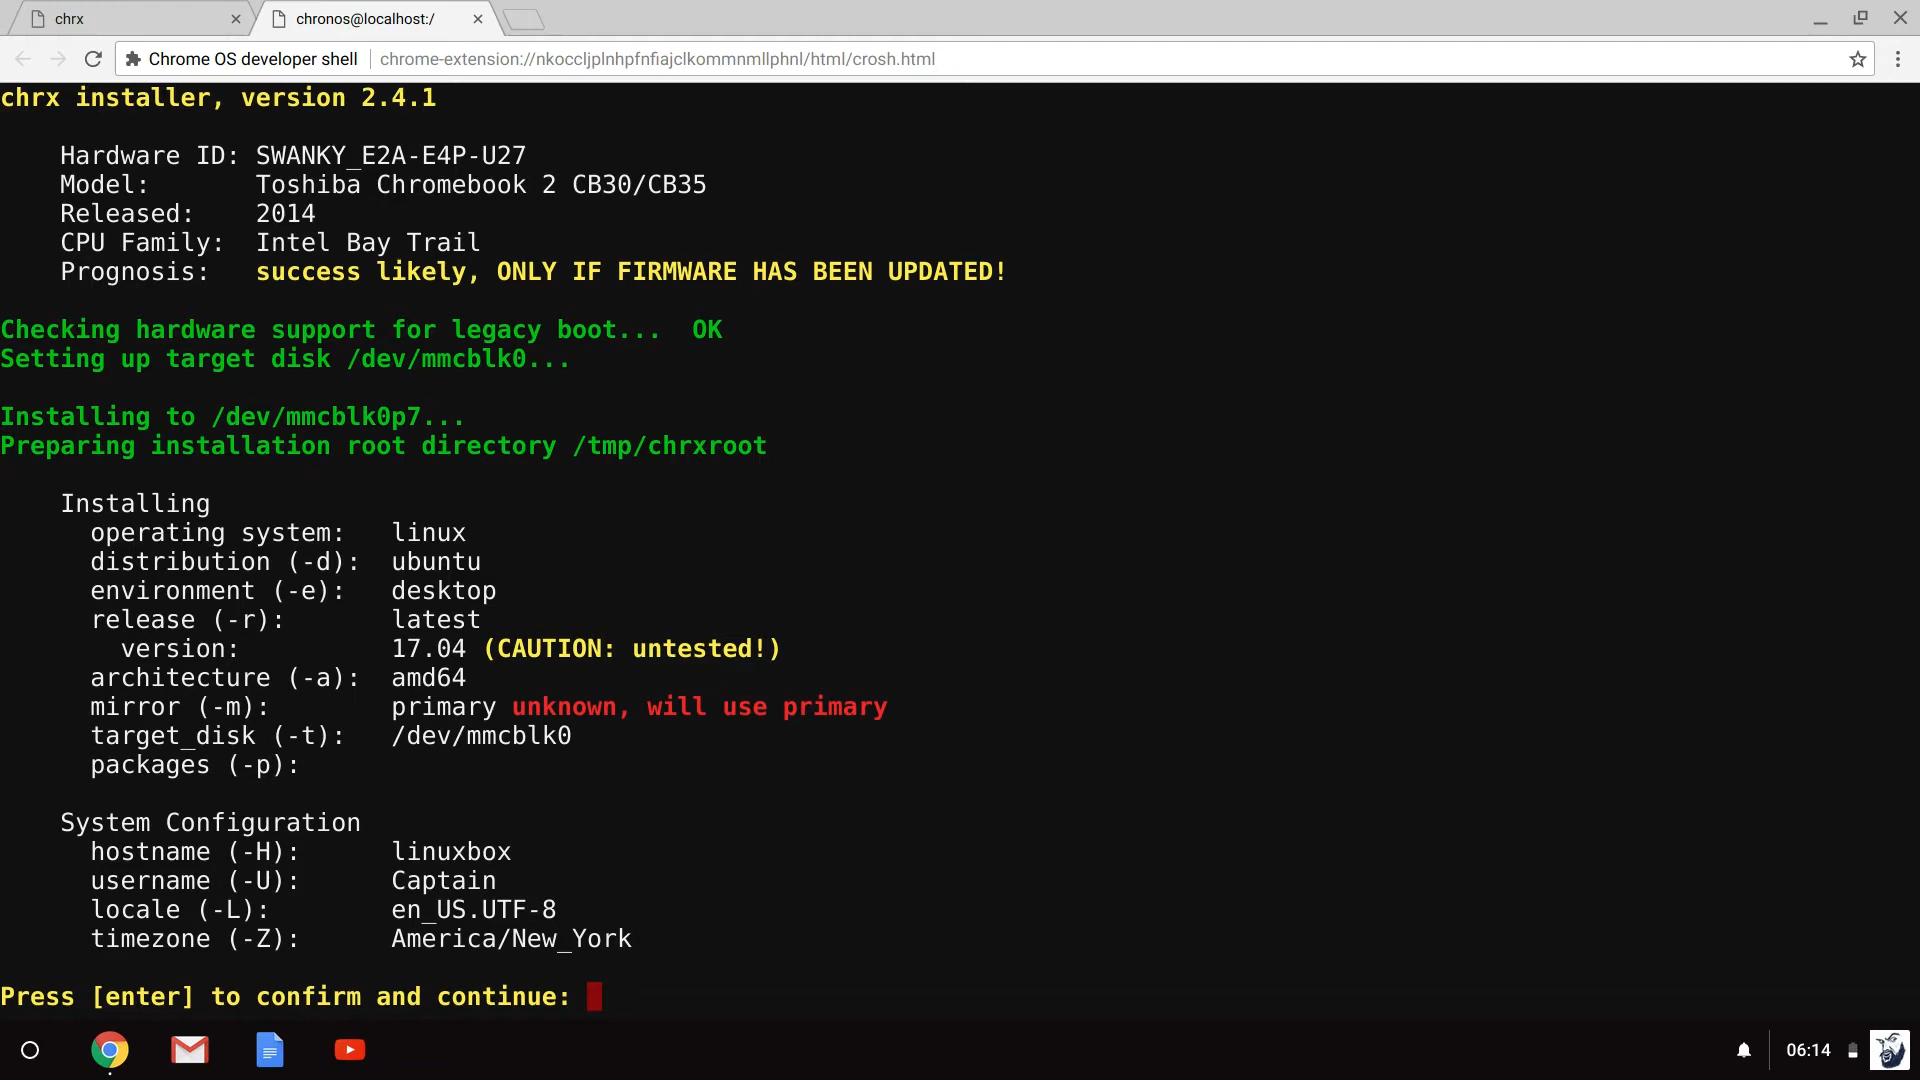 chrx
chronos@localhost:/
Chrome OS developer shell
chrome-extension://nkoccljplnhpfnfiajclkommnmllphnl/html/crosh.html
chrx installer, version 2.4.1
Hardware ID: SWANKY_E2A-E4P-U27
Model: Toshiba Chromebook 2 CB30/CB35
Released: 2014
CPU Family: Intel Bay Trail
Prognosis: success likely, ONLY IF FIRMWARE HAS BEEN UPDATED!
Checking hardware support for legacy boot... OK
Setting up target disk /dev/mmcblk0...
Installing to /dev/mmcblk0p7...
Preparing installation root directory /tmp/chrxroot
Installing
operating system: linux
distribution (-d): ubuntu
environment (-e): desktop
release (-r): latest
version: 17.04 (CAUTION: untested!)
architecture (-a): amd64
mirror (-m): primary unknown, will use primary
target_disk (-t): /dev/mmcblk0
packages (-p):
System Configuration
hostname (-H): linuxbox
username (-U): Captain
locale (-L): en_US.UTF-8
timezone (-Z): America/New_York
Press [enter] to confirm and continue:
06:14